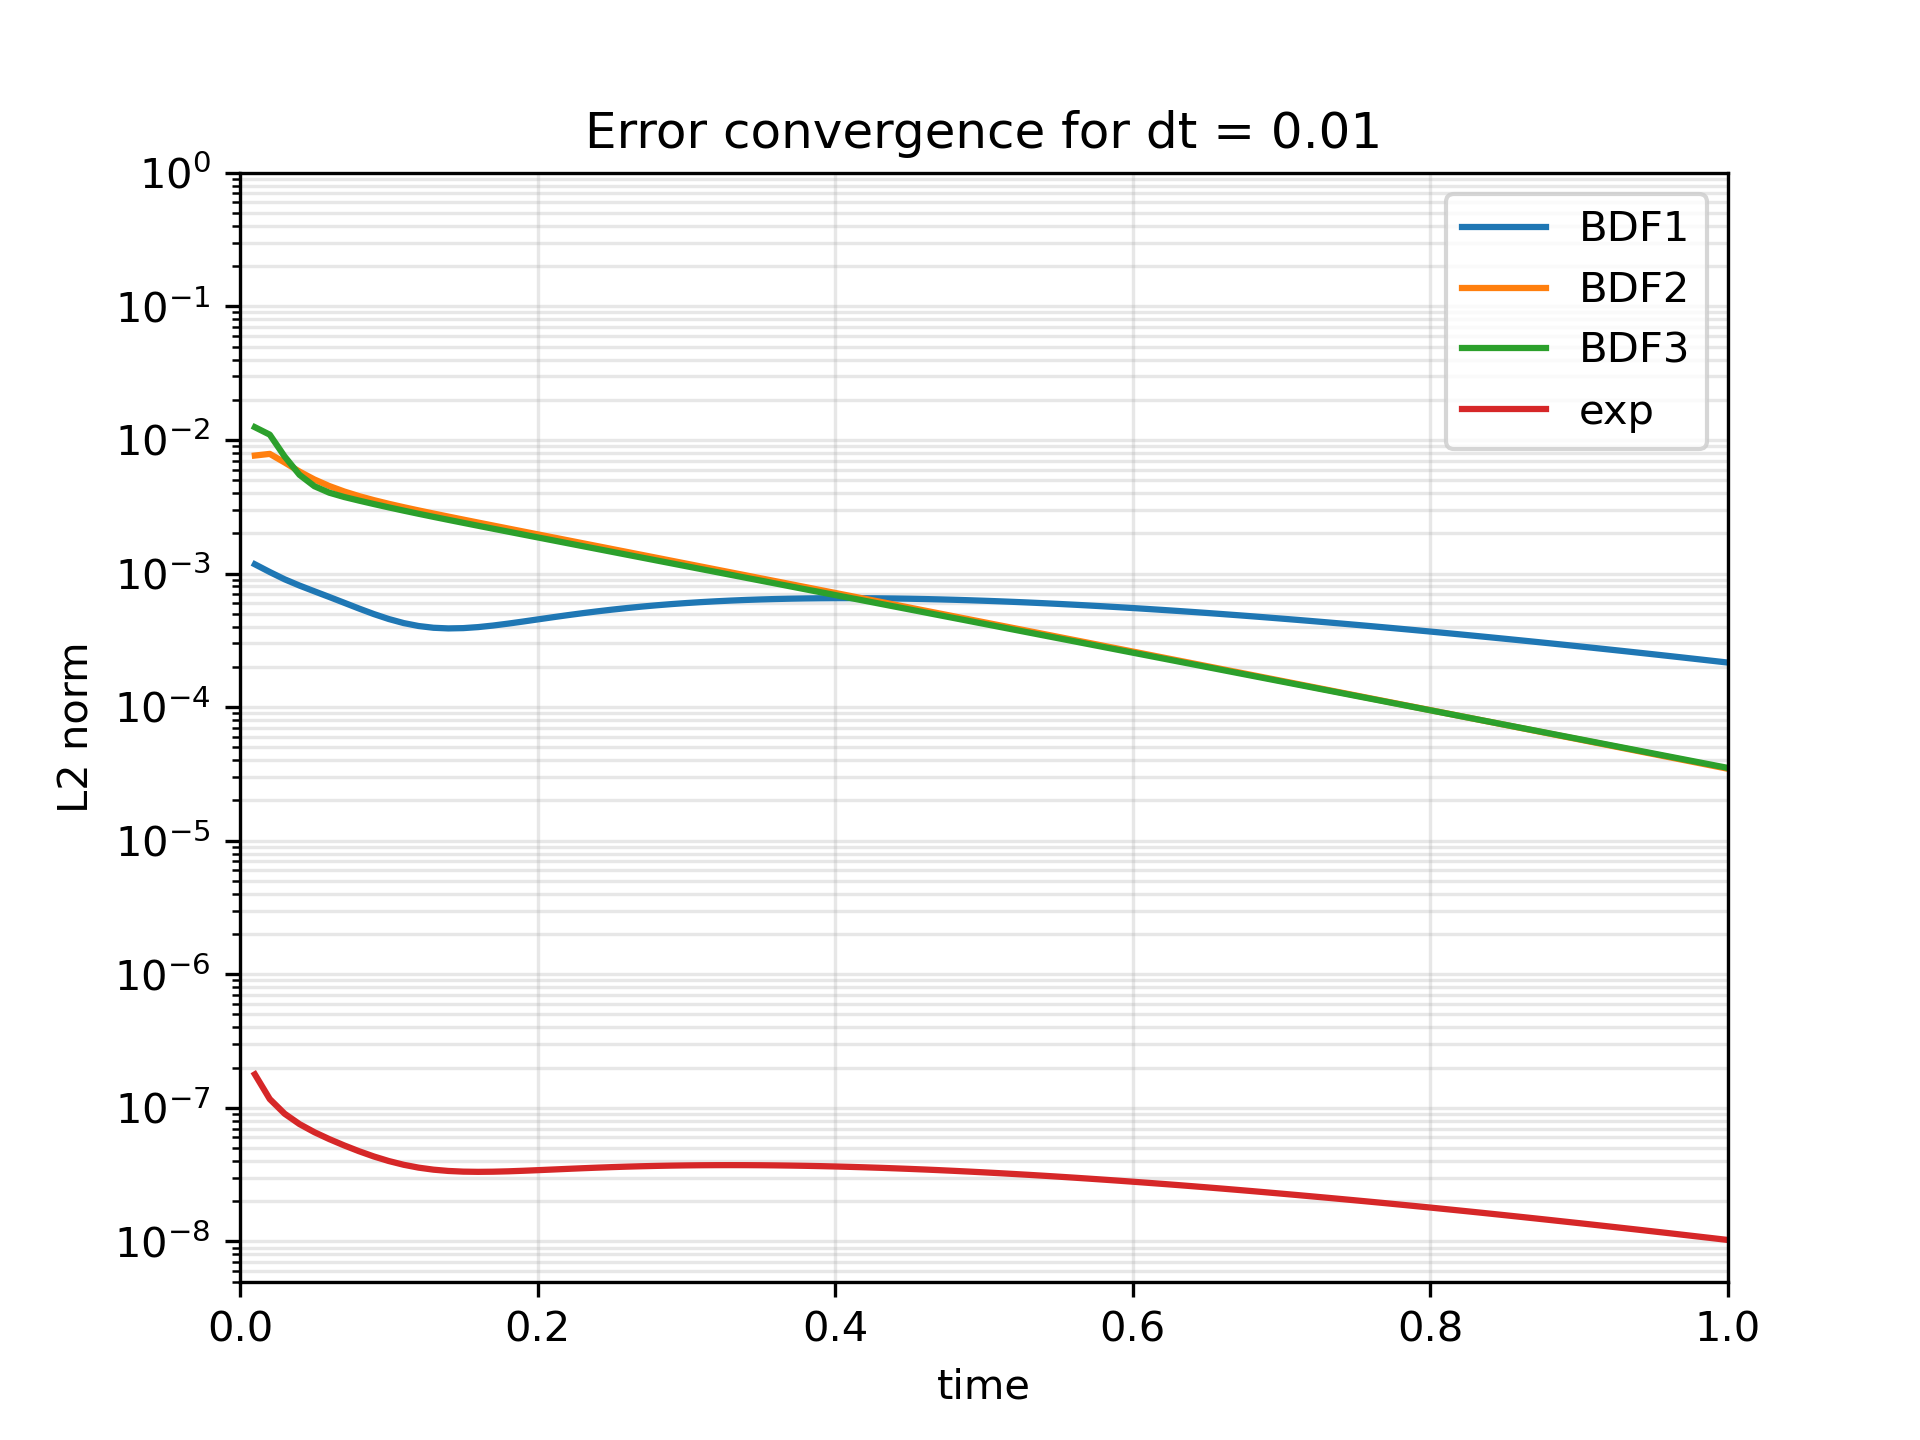 Error convergence for dt = 0.01
10⁰
10⁻¹
10⁻²
10⁻³
10⁻⁴
10⁻⁵
10⁻⁶
10⁻⁷
10⁻⁸
L2 norm
BDF1
BDF2
BDF3
exp
0.0 0.2 0.4 0.6 0.8 1.0
time